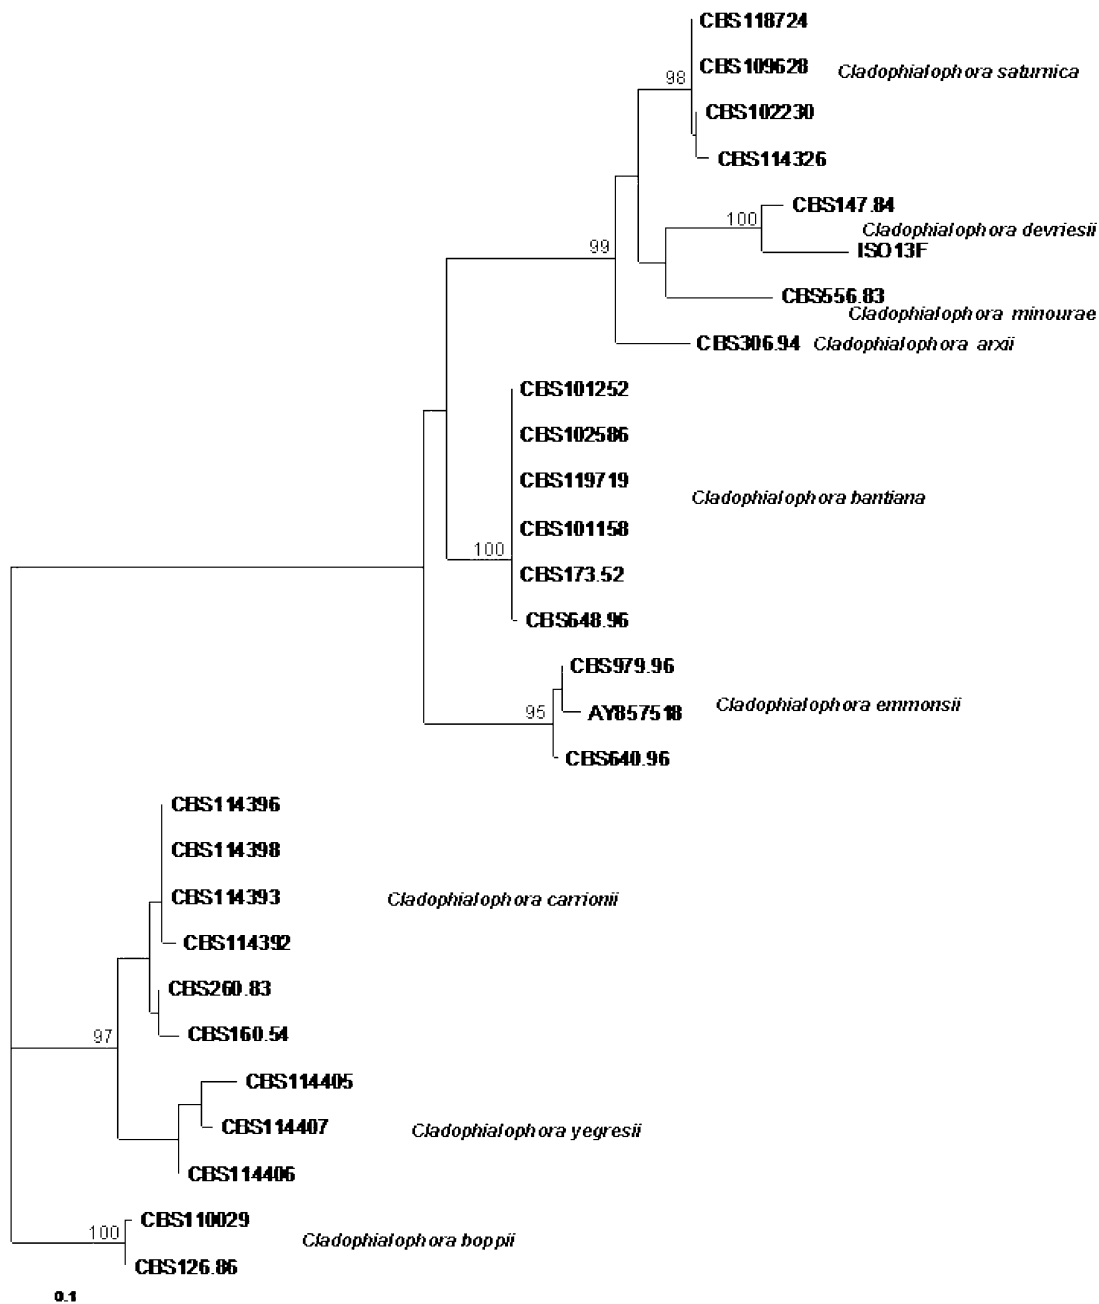 CBS118724
CBS109628 Cladophialophora saturnica
98
CBS102230
CBS114326
CBS147.84
100
Cladophialophora devriesii
99
ISO13F
CBS556.83
Cladophialophora minourae
CBS306.94 Cladophialophora arxii
CBS101252
CBS102586
CBS119719
Cladophialophora bantiana
CBS101158
100
CBS173.52
CBS648.96
CBS979.96
95 AY857518 Cladophialophora emmonsii
CBS640.96
CBS114396
CBS114398
CBS114393 Cladophialophora carrionii
CBS114392
CBS260.83
97 CBS160.54
CBS114405
CBS114407 Cladophialophora yegresii
CBS114406
CBS110029
100 Cladophialophora boppii
CBS126.86
0.1